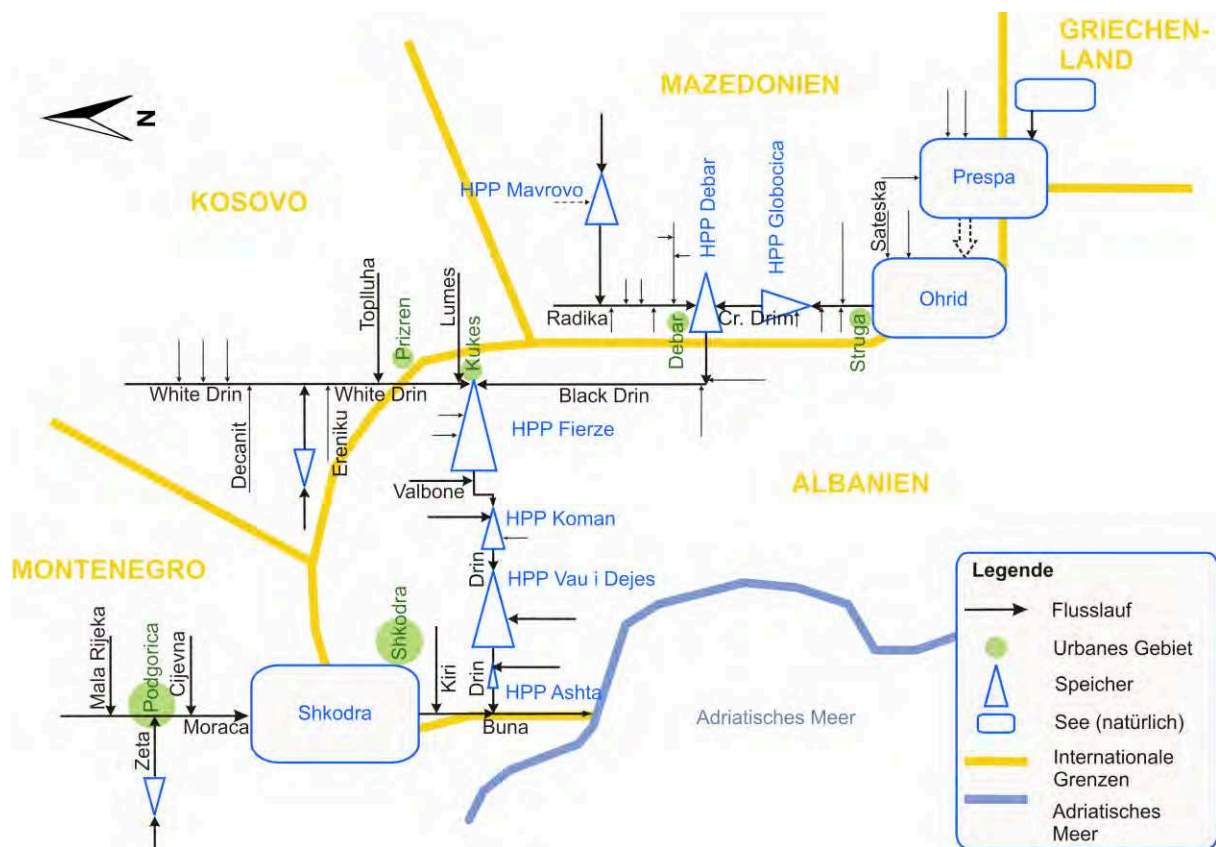 GRIECHEN-
LAND
MAZEDONIEN
N
KOSOVO
HPP Mavrovo
HPP Debar
HPP Globocica
Sateska
Prespa
Ohrid
Toplluha
Prizren
Lumes
Kukes
Radika
Debar
Cr. Drim
Struga
White Drin
White Drin
Black Drin
Decanit
Ereniku
HPP Fierze
Valbone
ALBANIEN
HPP Koman
Drin
HPP Vau i Dejes
MONTENEGRO
Mala Rijeka
Podgorica
Cijevna
Shkodra
Kiri
Drin
HPP Ashta
Moraca
Shkodra
Buna
Zeta
Adriatisches Meer
Legende
Flusslauf
Urbanes Gebiet
Speicher
See (natürlich)
Internationale
Grenzen
Adriatisches
Meer